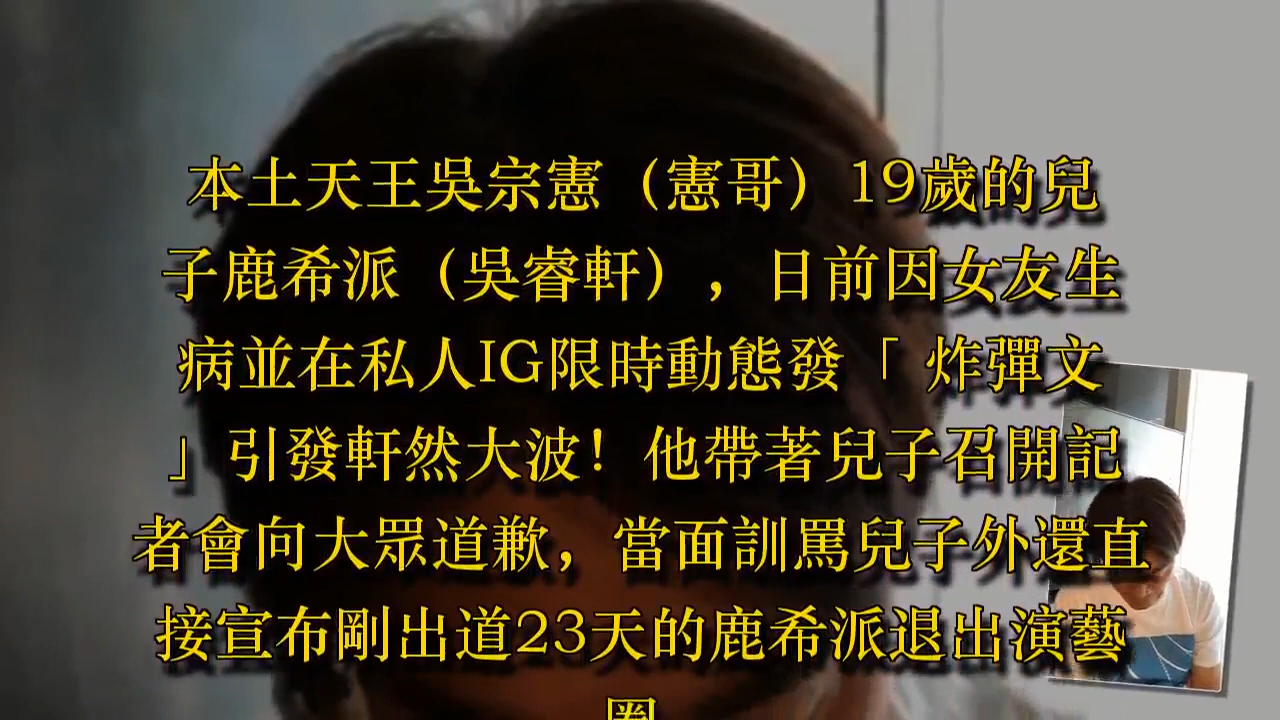 本土天王吳宗憲（憲哥）19歲的兒
子鹿希派（吳睿軒），日前因女友生
病並在私人IG限時動態發「 炸彈文
」引發軒然大波！他帶著兒子召開記
者會向大眾道歉，當面訓罵兒子外還直
接宣布剛出道23天的鹿希派退出演藝
圈